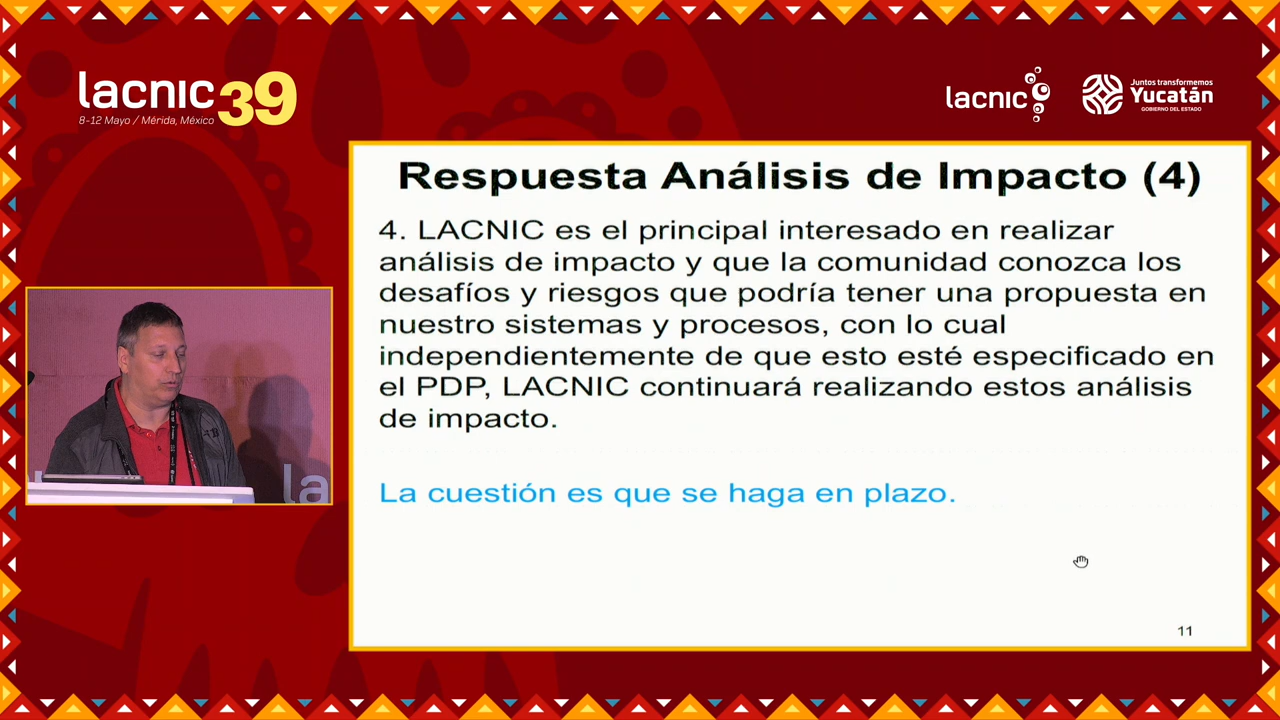 lacnic 39
8-12 Mayo / Mérida, México
lacnic
Juntos transformemos
Yucatán
GOBIERNO DEL ESTADO
Respuesta Análisis de Impacto (4)
4. LACNIC es el principal interesado en realizar
análisis de impacto y que la comunidad conozca los
desafíos y riesgos que podría tener una propuesta en
nuestro sistemas y procesos, con lo cual
independientemente de que esto esté especificado en
el PDP, LACNIC continuará realizando estos análisis
de impacto.
La cuestión es que se haga en plazo.
11
la